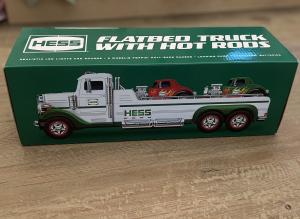 HESS
FLATBED TRUCK
WITH HOT RODS
HESS